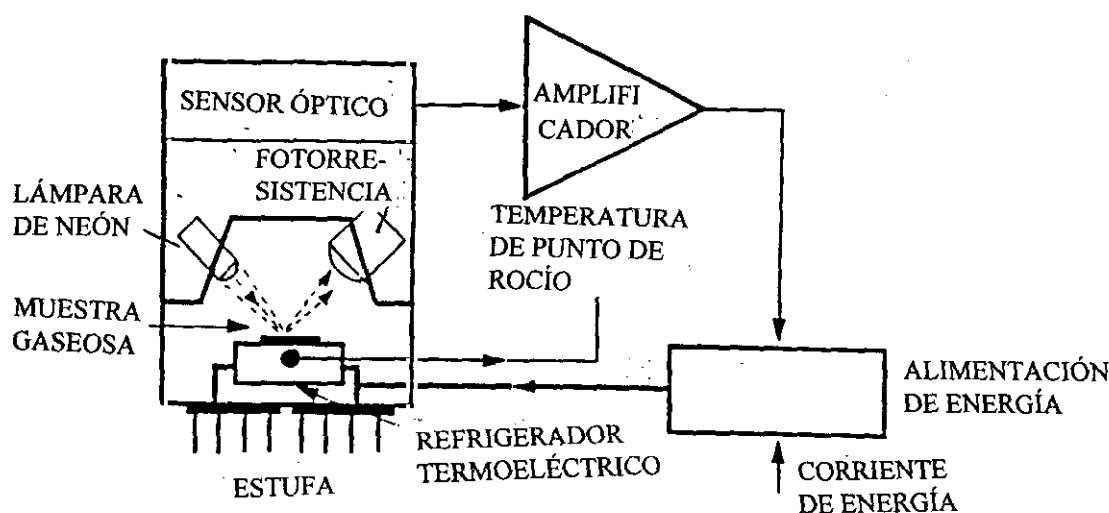 SENSOR ÓPTICO
AMPLIFI
CADOR
FOTORRE-
SISTENCIA
LÁMPARA
DE NEÓN
TEMPERATURA
DE PUNTO DE
ROCÍO
MUESTRA
GASEOSA
ALIMENTACIÓN
DE ENERGÍA
REFRIGERADOR
TERMOELÉCTRICO
ESTUFA
CORRIENTE
DE ENERGÍA